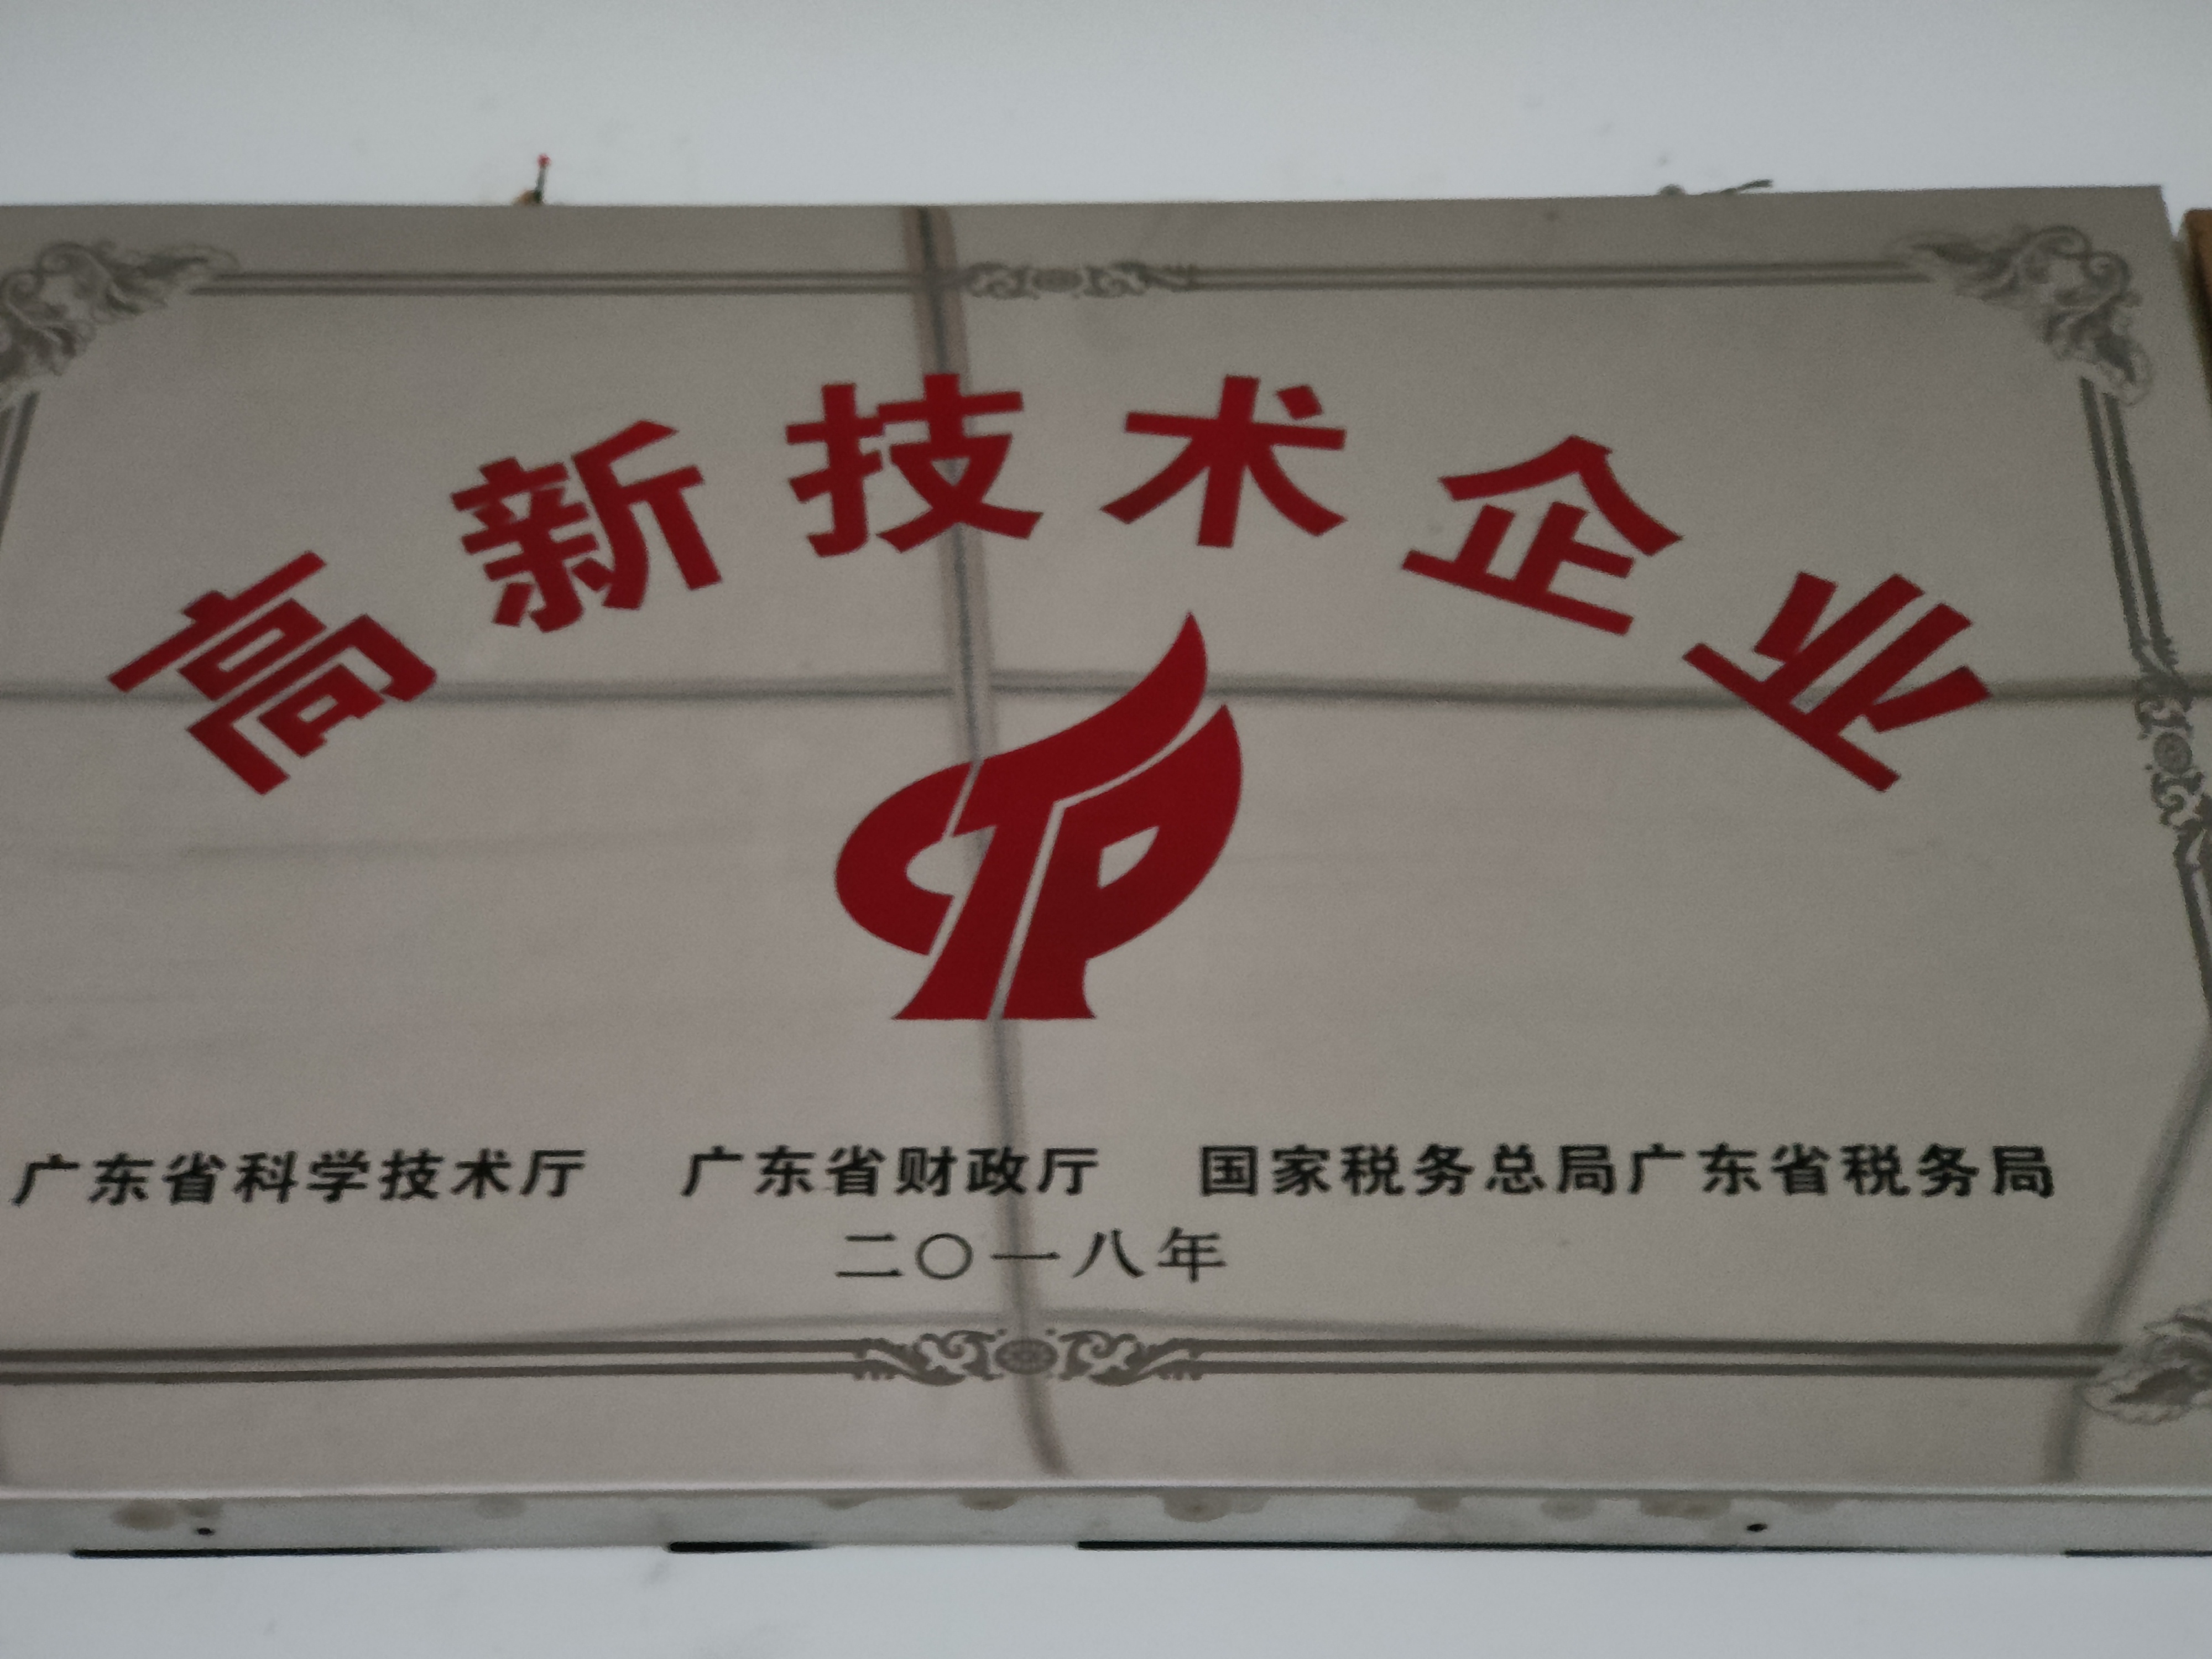 高新技术企业
广东省科学技术厅 广东省财政厅 国家税务总局广东省税务局
二〇一八年